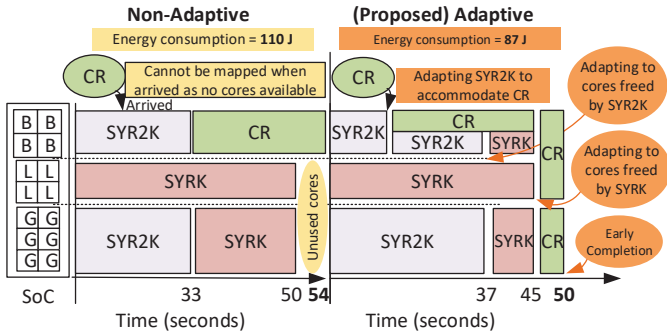 Non-Adaptive
Energy consumption = 110 J
(Proposed) Adaptive
Energy consumption = 87 J
CR
Cannot be mapped when
arrived as no cores available
Arrived
CR
Adapting SYR2K to
accommodate CR
Adapting to
cores freed
by SYR2K
B B
B B
L L
L L
G G
G G
G G
SoC
SYR2K
CR
SYRK
SYR2K
SYRK
Unused cores
SYR2K
CR
SYR2K
SYRK
CR
SYRK
SYR2K
SYRK
CR
Adapting to
cores freed
by SYRK
Early
Completion
33
50
54
37
45
50
Time (seconds)
Time (seconds)